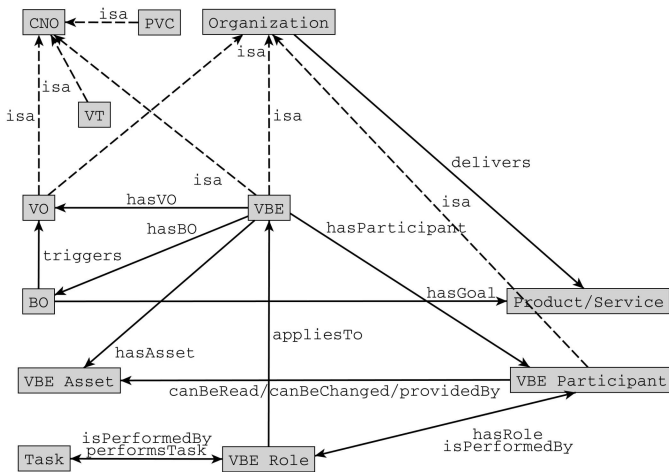 CNO
isa
PVC
Organization
isa
isa
VT
isa
isa
delivers
isa
isa
VO
hasVO
VBE
hasBO
hasParticipant
triggers
BO
hasGoal
Product/Service
appliesTo
hasAsset
VBE Asset
canBeRead/canBeChanged/providedBy
VBE Participant
isPerformedBy
performsTask
hasRole
isPerformedBy
Task
VBE Role